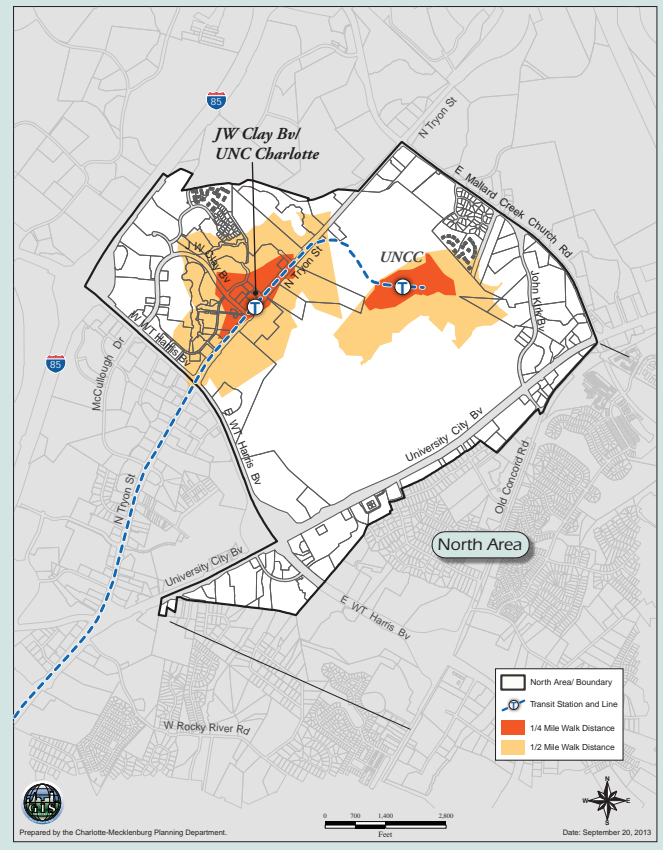 85
N Tryon St
JW Clay Bv/
UNC Charlotte
E Mallard Creek Church Rd
UNCC
J W Clay Bv
N Tryon St
T
T
John Kirk Bv
W WT Harris Bv
McCullough Dr
85
E WT Harris Bv
University City Bv
Old Concord Rd
N Tryon St
North Area
University City Bv
E WT Harris Bv
W Rocky River Rd
North Area/ Boundary
T
Transit Station and Line
1/4 Mile Walk Distance
1/2 Mile Walk Distance
GIS
N
W
E
S
0 700 1,400 2,800
Feet
Prepared by the Charlotte-Mecklenburg Planning Department.
Date: September 20, 2013